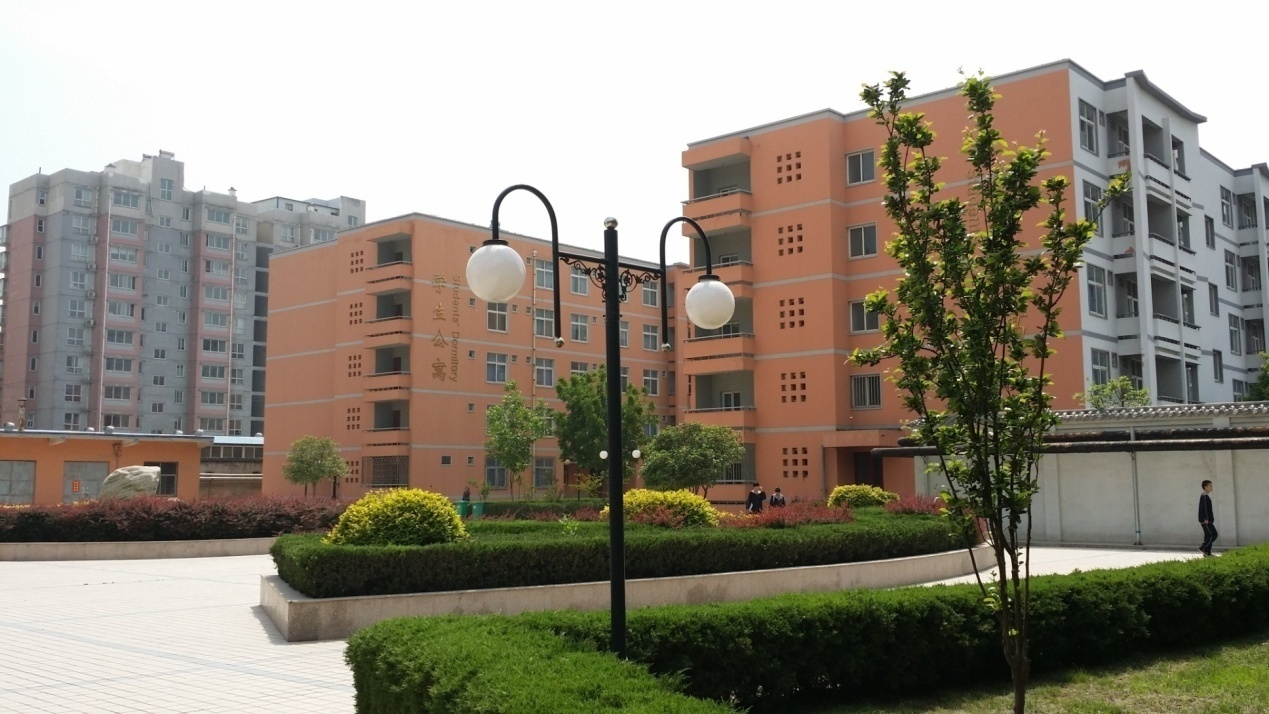 学生公寓
Students' Dormitory